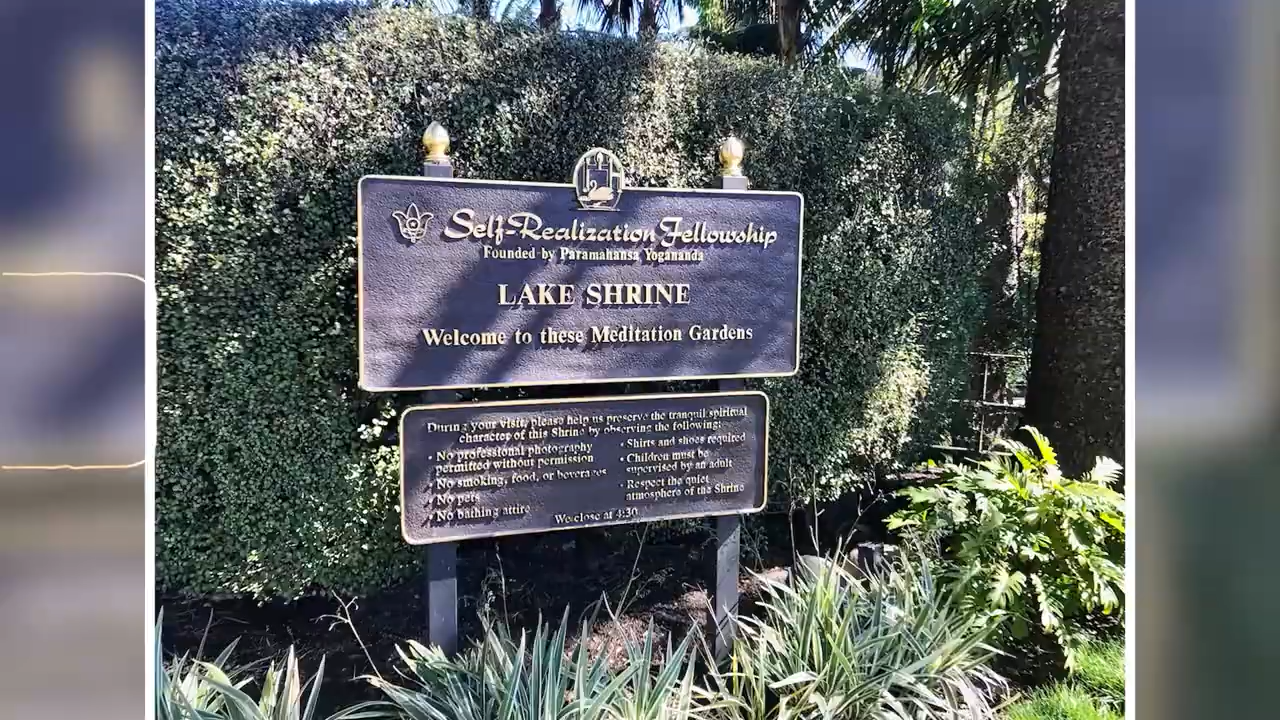 Self-Realization Fellowship
Founded by Paramahansa Yogananda
LAKE SHRINE
Welcome to these Meditation Gardens
During your visit, please help us preserve the tranquil spiritual
character of this Shrine by observing the following:
• No professional photography
permitted without permission
• No smoking, food, or beverages
• No pets
• No bathing attire
• Shirts and shoes required
• Children must be
supervised by an adult
• Respect the quiet
atmosphere of the Shrine
We close at 4:30